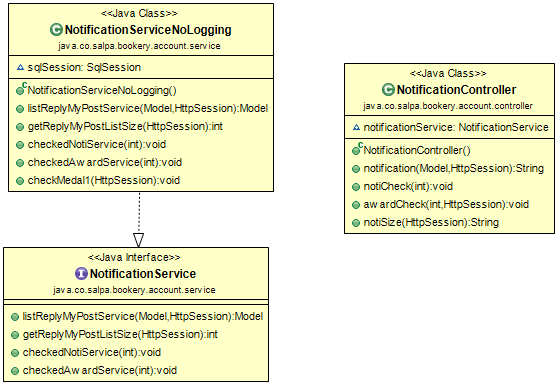 <<Java Class>>
NotificationServiceNoLogging
java.co.salpa.bookery.account.service
sqlSession: SqlSession
NotificationServiceNoLogging()
listReplyMyPostService(Model,HttpSession):Model
getReplyMyPostListSize(HttpSession):int
checkedNotiService(int):void
checkedAwardService(int):void
checkMedal1(HttpSession):void
<<Java Interface>>
NotificationService
java.co.salpa.bookery.account.service
listReplyMyPostService(Model,HttpSession):Model
getReplyMyPostListSize(HttpSession):int
checkedNotiService(int):void
checkedAwardService(int):void
<<Java Class>>
NotificationController
java.co.salpa.bookery.account.controller
notificationService: NotificationService
NotificationController()
notification(Model,HttpSession):String
notiCheck(int):void
awardCheck(int,HttpSession):void
notiSize(HttpSession):String